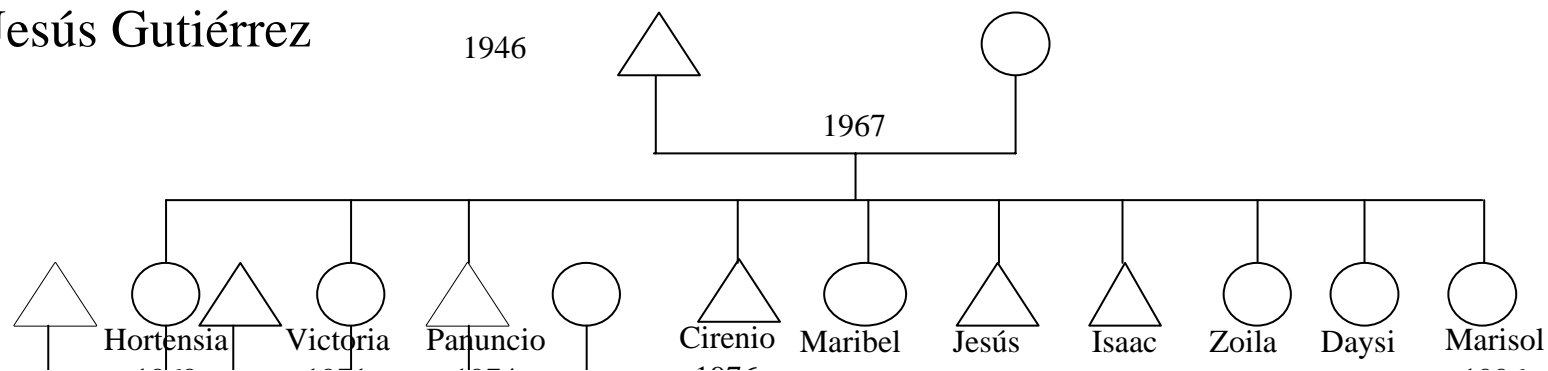 Jesús Gutiérrez
1946
1967
Hortensia Victoria Panuncio Cirenio Maribel Jesús Isaac Zoila Daysi Marisol